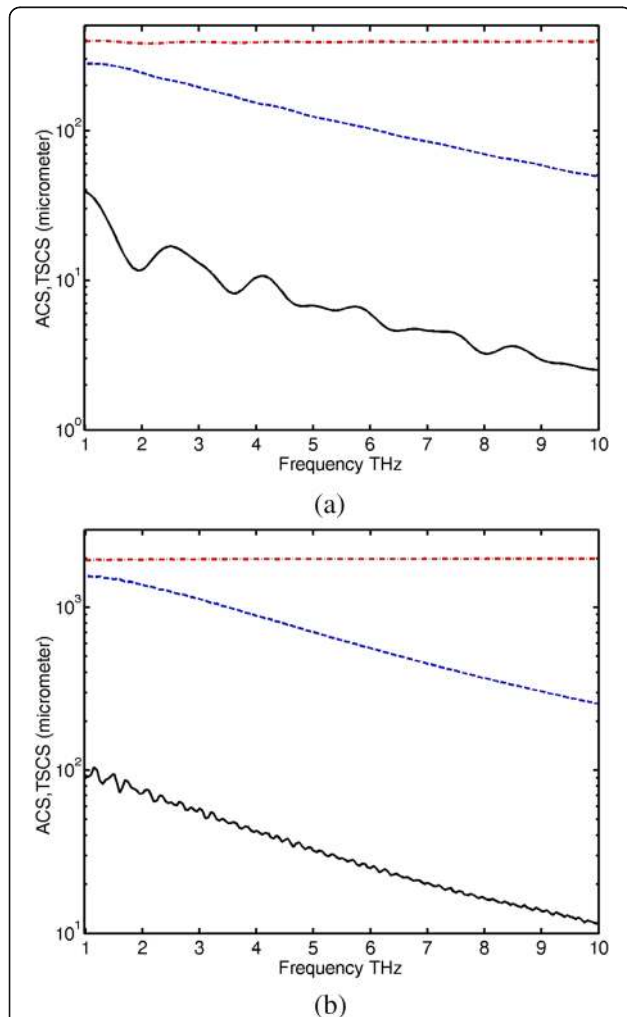 10^2
10^1
10^0
ACS,TSCS (micrometer)
1 2 3 4 5 6 7 8 9 10
Frequency THz
(a)
10^3
10^2
10^1
ACS,TSCS (micrometer)
1 2 3 4 5 6 7 8 9 10
Frequency THz
(b)